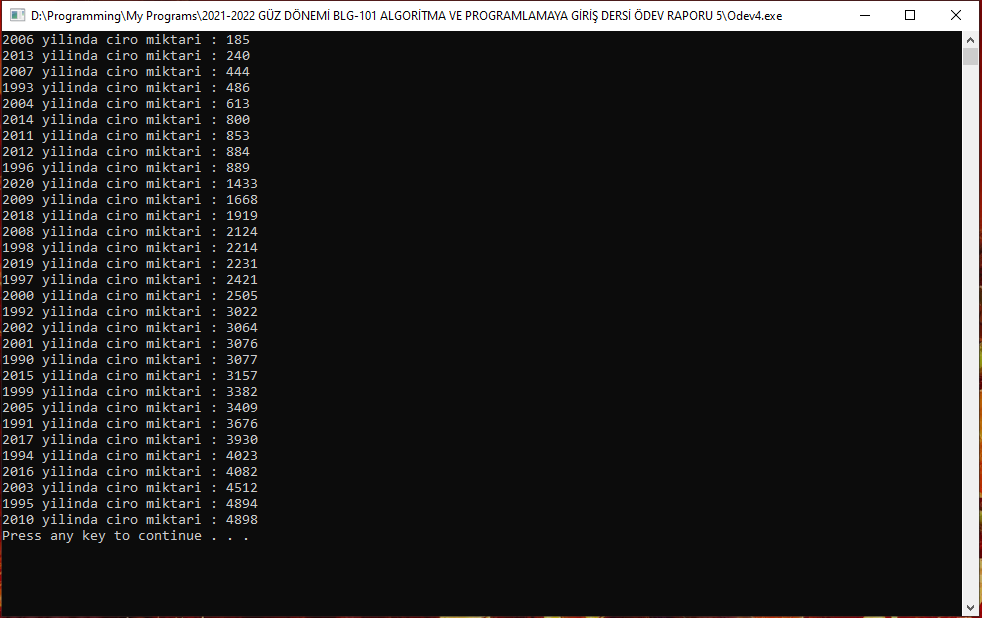 D:\Programming\My Programs\2021-2022 GÜZ DÖNEMİ BLG-101 ALGORİTMA VE PROGRAMLAMAYA GİRİŞ DERSİ ÖDEV RAPORU 5\Odev4.exe
2006 yilinda ciro miktari : 185
2013 yilinda ciro miktari : 240
2007 yilinda ciro miktari : 444
1993 yilinda ciro miktari : 486
2004 yilinda ciro miktari : 613
2014 yilinda ciro miktari : 800
2011 yilinda ciro miktari : 853
2012 yilinda ciro miktari : 884
1996 yilinda ciro miktari : 889
2020 yilinda ciro miktari : 1433
2009 yilinda ciro miktari : 1668
2018 yilinda ciro miktari : 1919
2008 yilinda ciro miktari : 2124
1998 yilinda ciro miktari : 2214
2019 yilinda ciro miktari : 2231
1997 yilinda ciro miktari : 2421
2000 yilinda ciro miktari : 2505
1992 yilinda ciro miktari : 3022
2002 yilinda ciro miktari : 3064
2001 yilinda ciro miktari : 3076
1990 yilinda ciro miktari : 3077
2015 yilinda ciro miktari : 3157
1999 yilinda ciro miktari : 3382
2005 yilinda ciro miktari : 3409
1991 yilinda ciro miktari : 3676
2017 yilinda ciro miktari : 3930
1994 yilinda ciro miktari : 4023
2016 yilinda ciro miktari : 4082
2003 yilinda ciro miktari : 4512
1995 yilinda ciro miktari : 4894
2010 yilinda ciro miktari : 4898
Press any key to continue . . .